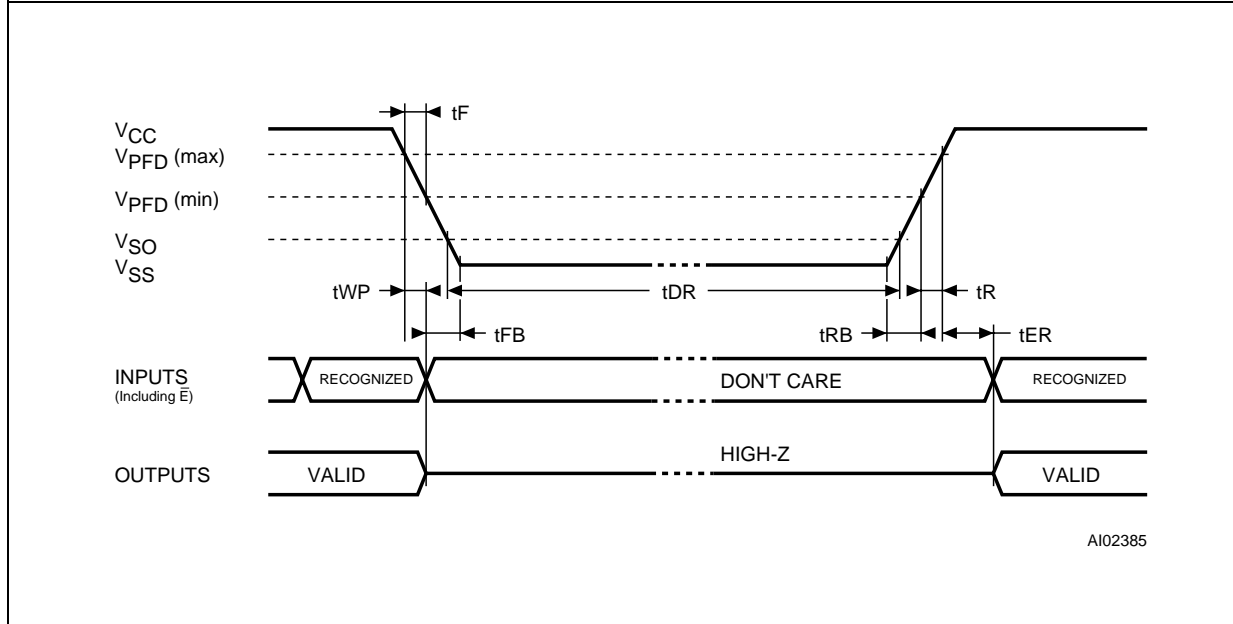 tF
VCC
VPFD (max)
VPFD (min)
VSO
VSS
tWP
tDR
tR
tFB
tRB
tER
INPUTS
(Including E̅)
RECOGNIZED
DON'T CARE
RECOGNIZED
HIGH-Z
OUTPUTS
VALID
VALID
AI02385